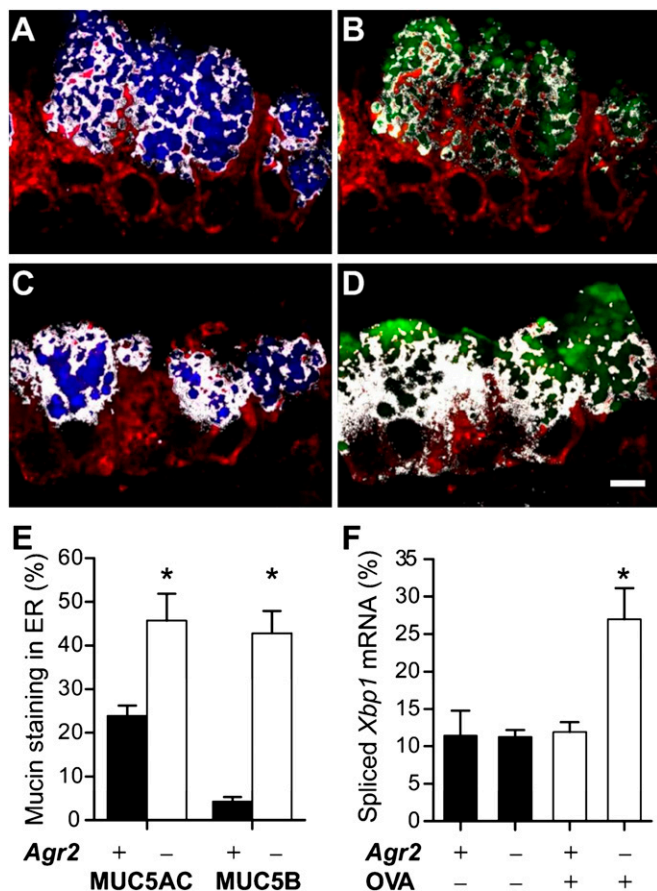 A
B
C
D
E
Mucin staining in ER (%)
60
50
40
30
20
10
0
*
*
Agr2 + − + −
MUC5AC MUC5B
F
Spliced Xbp1 mRNA (%)
35
30
25
20
15
10
5
0
*
Agr2 + − + −
OVA − − + +